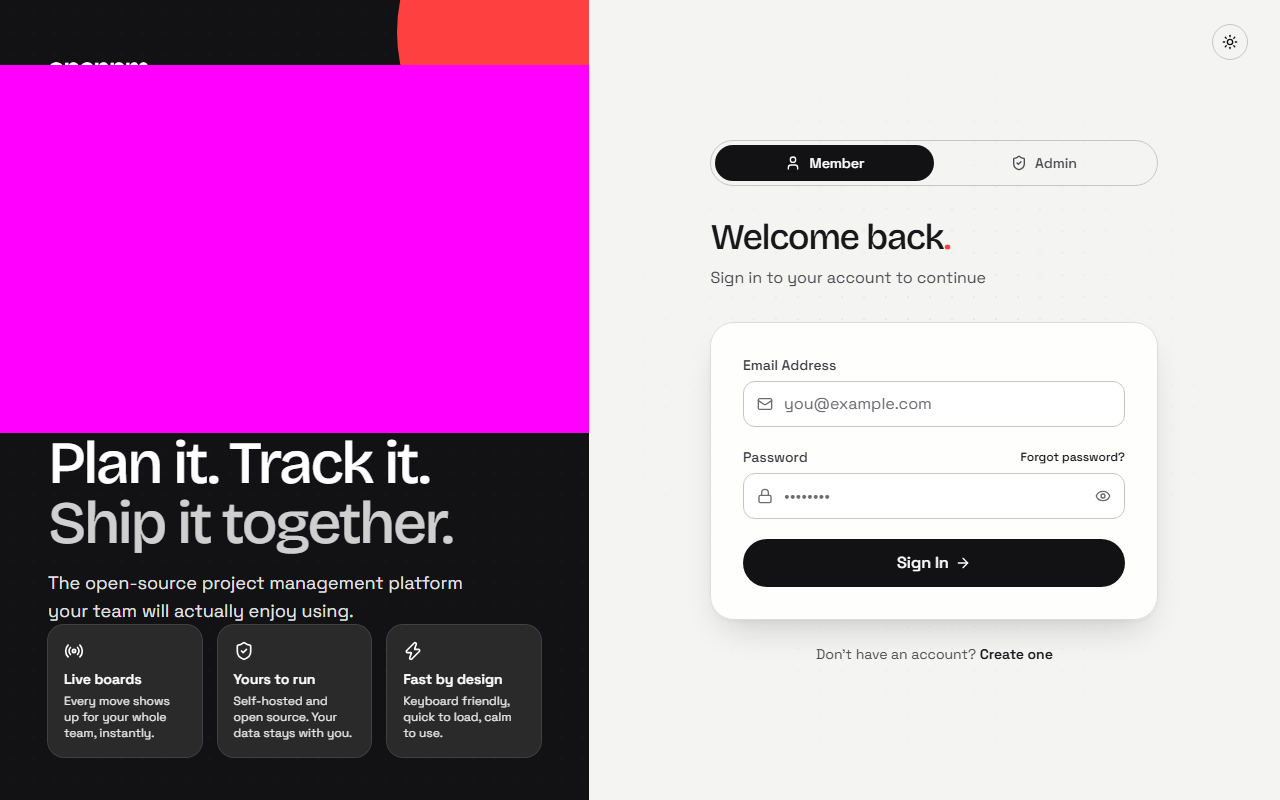 Plan it. Track it.
Ship it together.
The open-source project management platform
your team will actually enjoy using.
Live boards
Every move shows
up for your whole
team, instantly.
Yours to run
Self-hosted and
open source. Your
data stays with you.
Fast by design
Keyboard friendly,
quick to load, calm
to use.
Member
Admin
Welcome back.
Sign in to your account to continue
Email Address
you@example.com
Password
Forgot password?
••••••••
Sign In →
Don't have an account? Create one